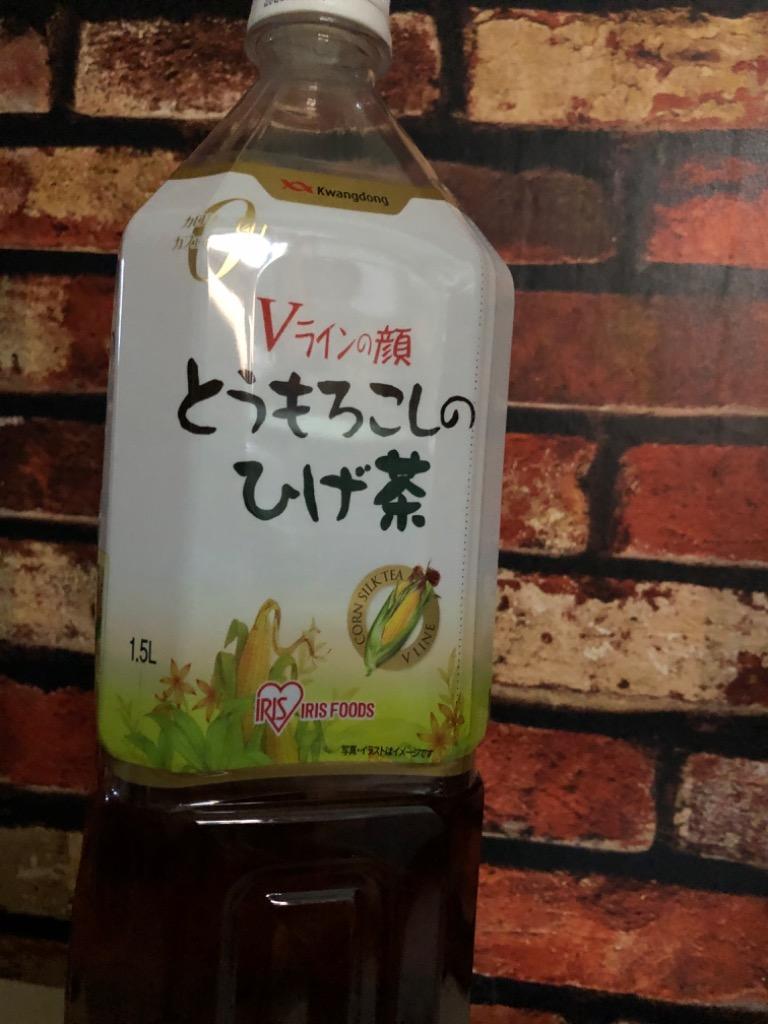 Kwangdong
0
Vラインの顔
とうもろこしの
ひげ茶
CORN SILK TEA
V LINE
1.5L
IRIS IRIS FOODS
写真・イラストはイメージです